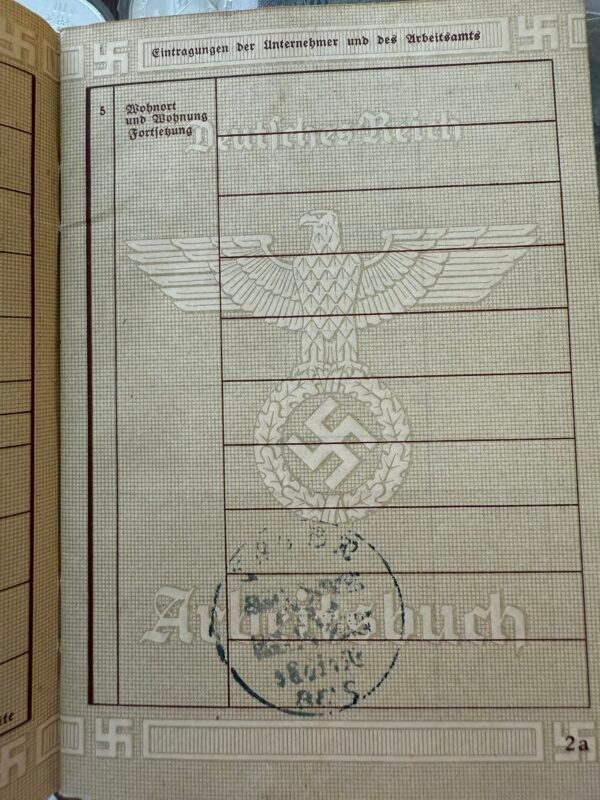 Eintragungen der Unternehmer und des Arbeitsamts
5
Wohnort
und Wohnung
Fortsetzung
Deutsches Reich
Arbeitsbuch
2a